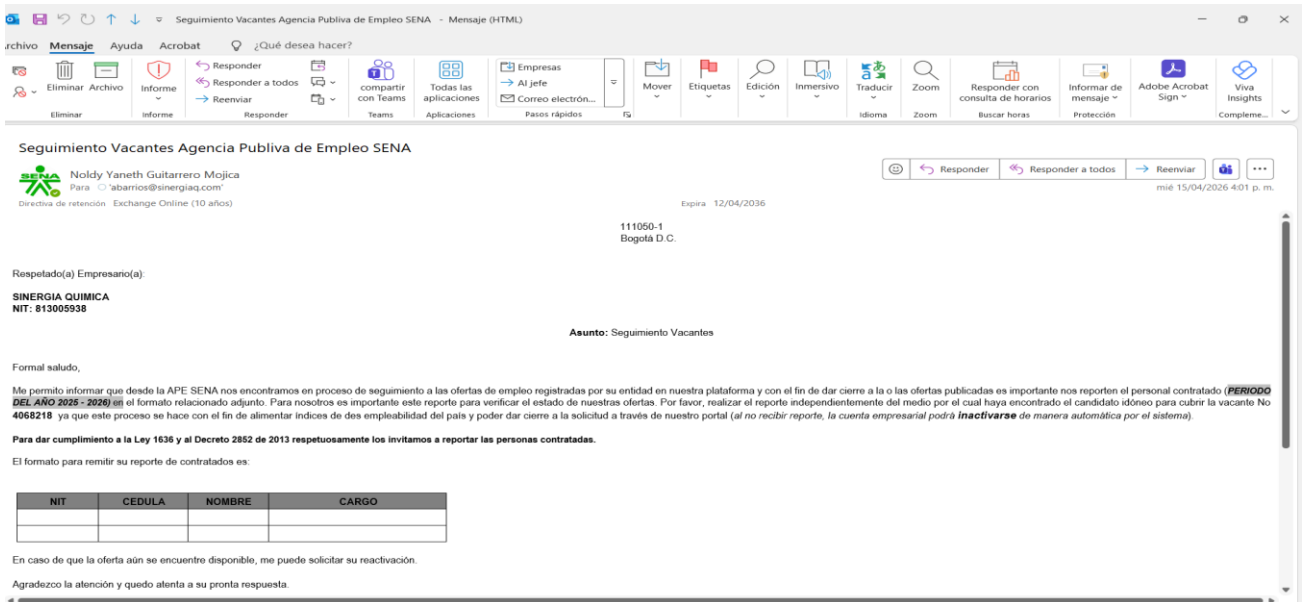 Seguimiento Vacantes Agencia Publiva de Empleo SENA - Mensaje (HTML)
rchivo Mensaje Ayuda Acrobat ¿Qué desea hacer?
Eliminar Archivo Informe Responder Responder a todos Reenviar compartir con Teams Todas las aplicaciones Empresas Al jefe Correo electrón... Mover Etiquetas Edición Inmersivo Traducir Zoom Responder con consulta de horarios Informar de mensaje Adobe Acrobat Sign Viva Insights
Eliminar Informe Responder Teams Aplicaciones Pasos rápidos Idioma Zoom Buscar horas Protección Compleme...
Seguimiento Vacantes Agencia Publiva de Empleo SENA
SENA
Noldy Yaneth Guitarrero Mojica
Para 'abarrios@sinergiaq.com'
Responder Responder a todos Reenviar
mié 15/04/2026 4:01 p. m.
Directiva de retención Exchange Online (10 años) Expira 12/04/2036
111050-1
Bogotá D.C.
Respetado(a) Empresario(a):
SINERGIA QUIMICA
NIT: 813005938
Asunto: Seguimiento Vacantes
Formal saludo,
Me permito informar que desde la APE SENA nos encontramos en proceso de seguimiento a las ofertas de empleo registradas por su entidad en nuestra plataforma y con el fin de dar cierre a la o las ofertas publicadas es importante nos reporten el personal contratado (PERIODO
DEL AÑO 2025 - 2026) en el formato relacionado adjunto. Para nosotros es importante este reporte para verificar el estado de nuestras ofertas. Por favor, realizar el reporte independientemente del medio por el cual haya encontrado el candidato idóneo para cubrir la vacante No
4068218 ya que este proceso se hace con el fin de alimentar índices de des empleabilidad del país y poder dar cierre a la solicitud a través de nuestro portal (al no recibir reporte, la cuenta empresarial podrá inactivarse de manera automática por el sistema).
Para dar cumplimiento a la Ley 1636 y al Decreto 2852 de 2013 respetuosamente los invitamos a reportar las personas contratadas.
El formato para remitir su reporte de contratados es:
NIT CEDULA NOMBRE CARGO
En caso de que la oferta aún se encuentre disponible, me puede solicitar su reactivación.
Agradezco la atención y quedo atenta a su pronta respuesta.